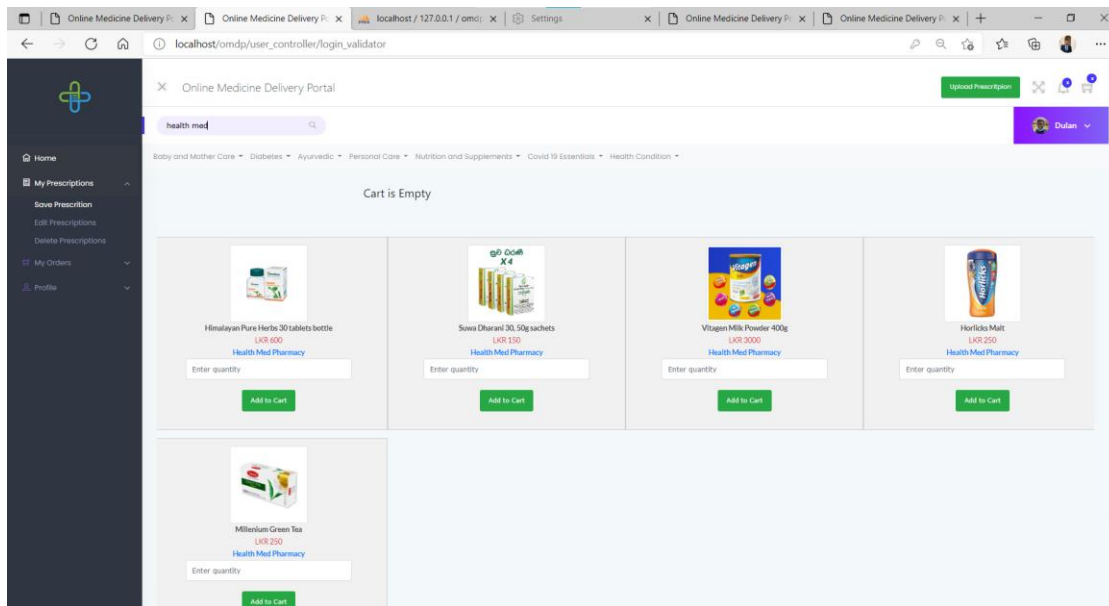 Online Medicine Delivery P
Online Medicine Delivery P
localhost / 127.0.0.1 / omd
Settings
Online Medicine Delivery P
Online Medicine Delivery P
localhost/omdp/user_controller/login_validator
Online Medicine Delivery Portal
Upload Prescritpion
health med
Dulan
Baby and Mother Care Diabetes Ayurvedic Personal Care Nutrition and Supplements Covid 19 Essentials Health Condition
Home
My Prescriptions
Save Prescrition
Edit Prescriptions
Delete Prescriptions
My Orders
Profile
Cart is Empty
Himalayan Pure Herbs 30 tablets bottle
LKR 600
Health Med Pharmacy
Enter quantity
Add to Cart
සුව ධරණී
X 4
Suwa Dharani 30, 50g sachets
LKR 150
Health Med Pharmacy
Enter quantity
Add to Cart
Vitagen
Vitagen Milk Powder 400g
LKR 3000
Health Med Pharmacy
Enter quantity
Add to Cart
Horlicks
Horlicks Malt
LKR 250
Health Med Pharmacy
Enter quantity
Add to Cart
Millenium Green Tea
LKR 250
Health Med Pharmacy
Enter quantity
Add to Cart